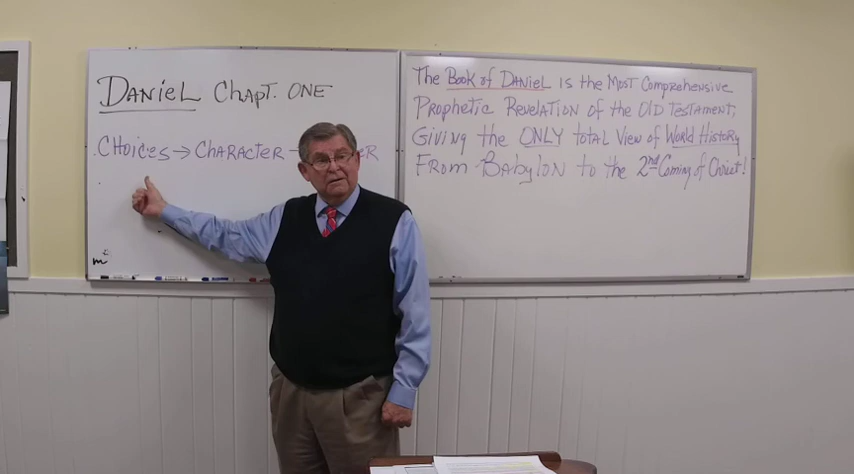 DANIEL CHAPT. ONE
CHOICES → CHARACTER →
THE BOOK OF DANIEL IS THE MOST COMPREHENSIVE
PROPHETIC REVELATION OF THE OLD TESTAMENT,
GIVING THE ONLY TOTAL VIEW OF WORLD HISTORY
FROM BABYLON TO THE 2nd COMING OF CHRIST!